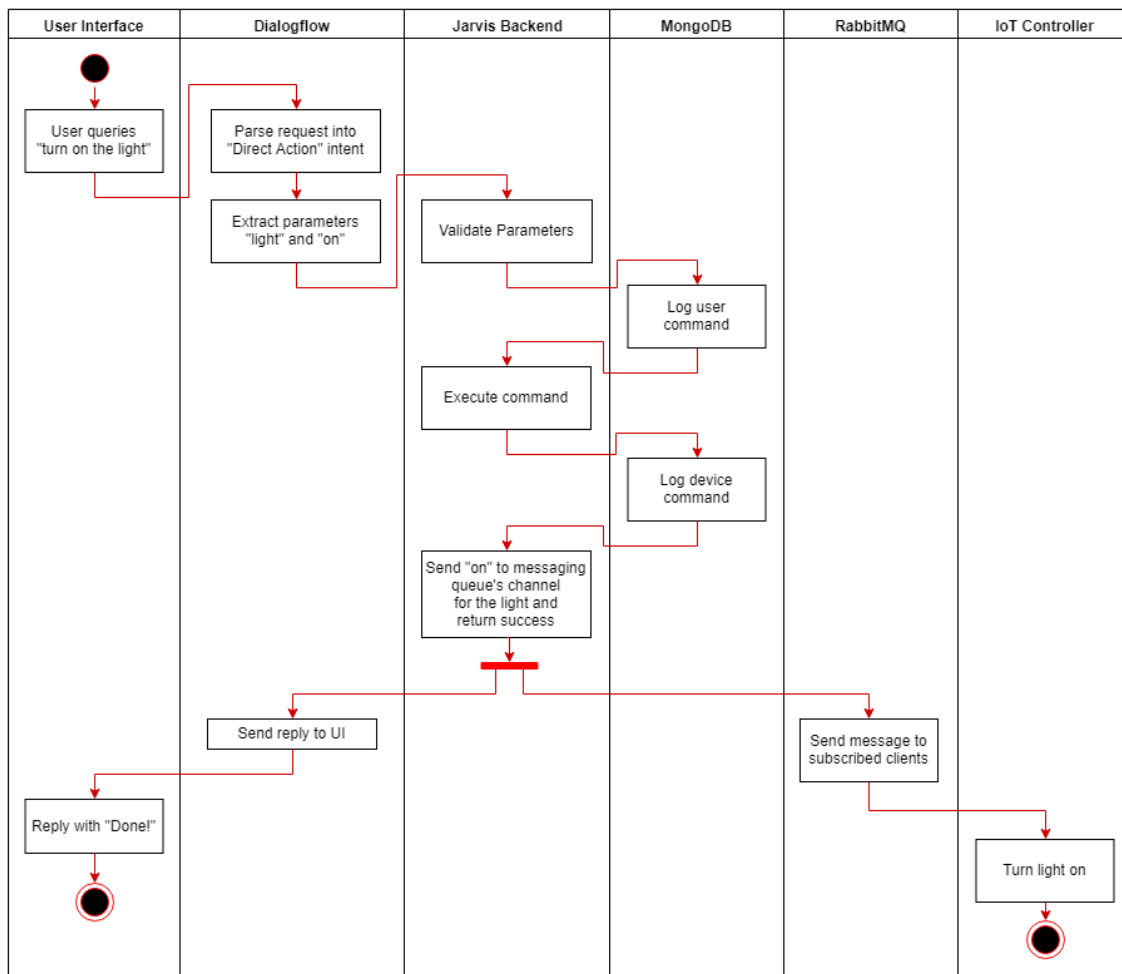 User Interface
Dialogflow
Jarvis Backend
MongoDB
RabbitMQ
IoT Controller
User queries
"turn on the light"
Parse request into
"Direct Action" intent
Extract parameters
"light" and "on"
Validate Parameters
Log user
command
Execute command
Log device
command
Send "on" to messaging
queue's channel
for the light and
return success
Send reply to UI
Send message to
subscribed clients
Reply with "Done!"
Turn light on